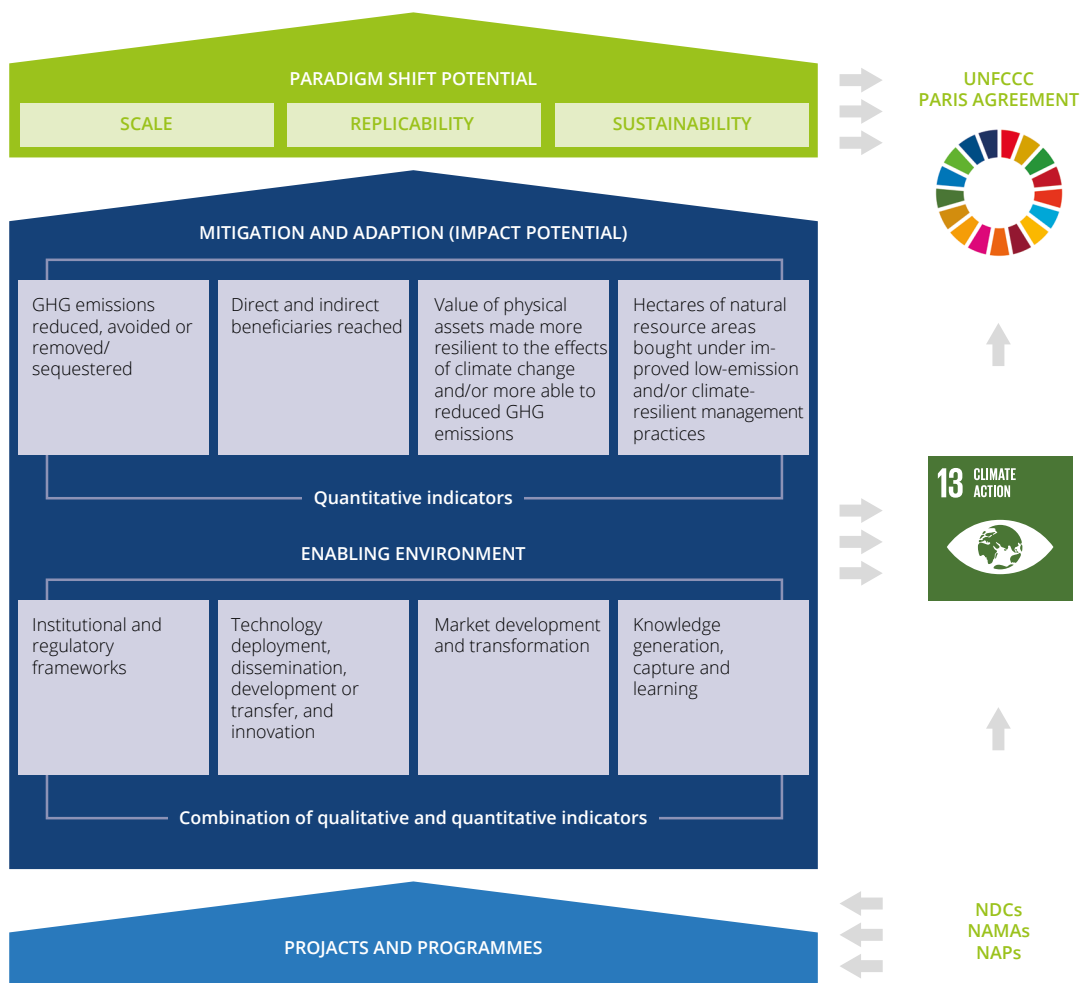 PARADIGM SHIFT POTENTIAL
SCALE
REPLICABILITY
SUSTAINABILITY
UNFCCC
PARIS AGREEMENT
MITIGATION AND ADAPTION (IMPACT POTENTIAL)
GHG emissions
reduced, avoided or
removed/
sequestered
Direct and indirect
beneficiaries reached
Value of physical
assets made more
resilient to the effects
of climate change
and/or more able to
reduced GHG
emissions
Hectares of natural
resource areas
bought under im-
proved low-emission
and/or climate-
resilient management
practices
Quantitative indicators
13 CLIMATE
ACTION
ENABLING ENVIRONMENT
Institutional and
regulatory
frameworks
Technology
deployment,
dissemination,
development or
transfer, and
innovation
Market development
and transformation
Knowledge
generation,
capture and
learning
Combination of qualitative and quantitative indicators
PROJACTS AND PROGRAMMES
NDCs
NAMAs
NAPs